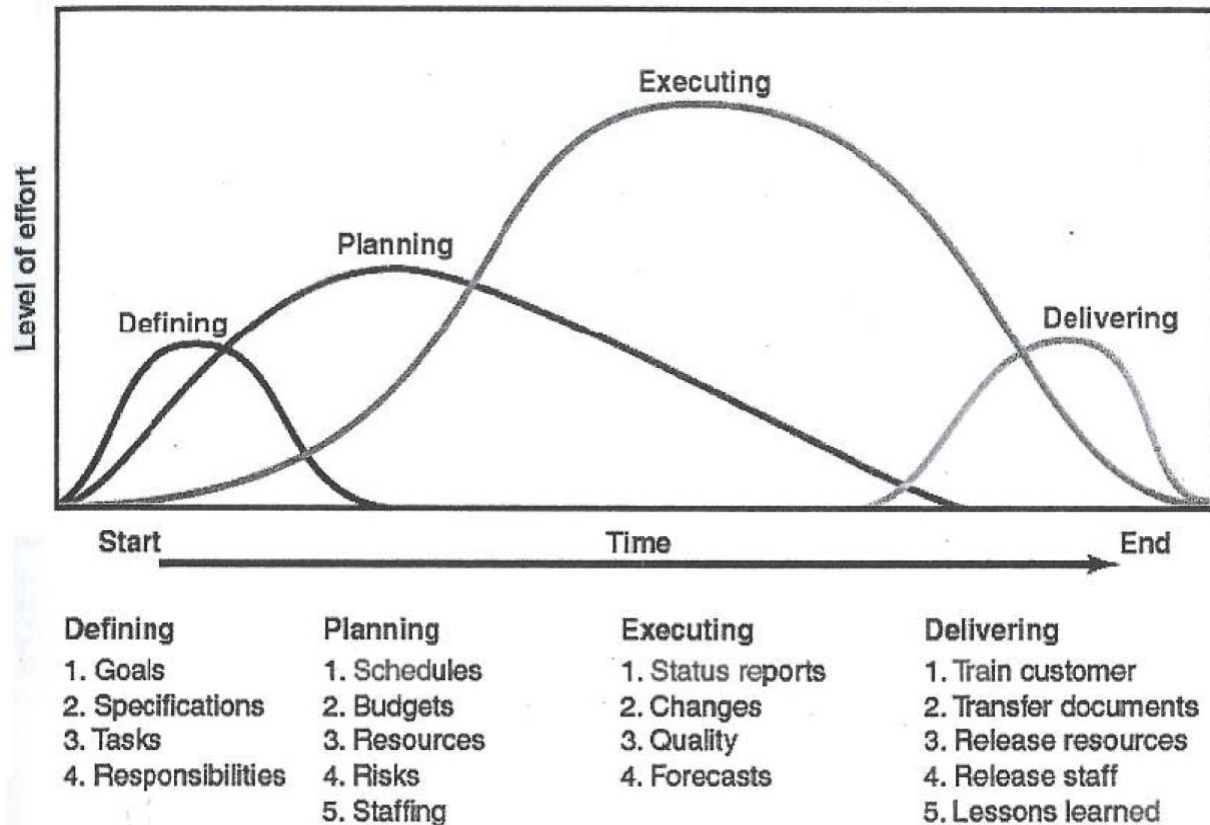 Executing
Planning
Defining
Delivering
Level of effort
Start
Time
End
Defining
1. Goals
2. Specifications
3. Tasks
4. Responsibilities
Planning
1. Schedules
2. Budgets
3. Resources
4. Risks
5. Staffing
Executing
1. Status reports
2. Changes
3. Quality
4. Forecasts
Delivering
1. Train customer
2. Transfer documents
3. Release resources
4. Release staff
5. Lessons learned